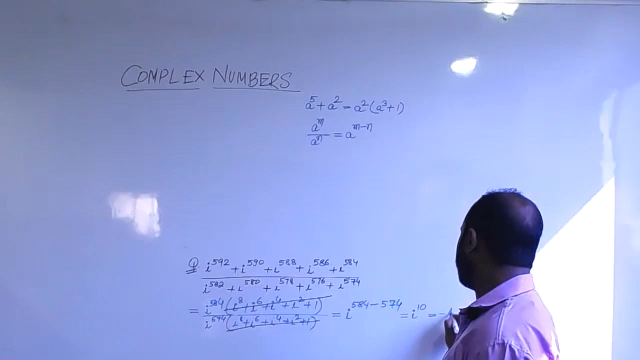 COMPLEX NUMBERS
a^5 + a^2 = a^2 (a^3 + 1)
a^m / a^n = a^(m-n)
Q (i^592 + i^590 + i^588 + i^586 + i^584) / (i^582 + i^580 + i^578 + i^576 + i^574)
= i^584 (i^8 + i^6 + i^4 + i^2 + 1) / i^574 (i^8 + i^6 + i^4 + i^2 + 1) = i^(584-574) = i^10 = -1